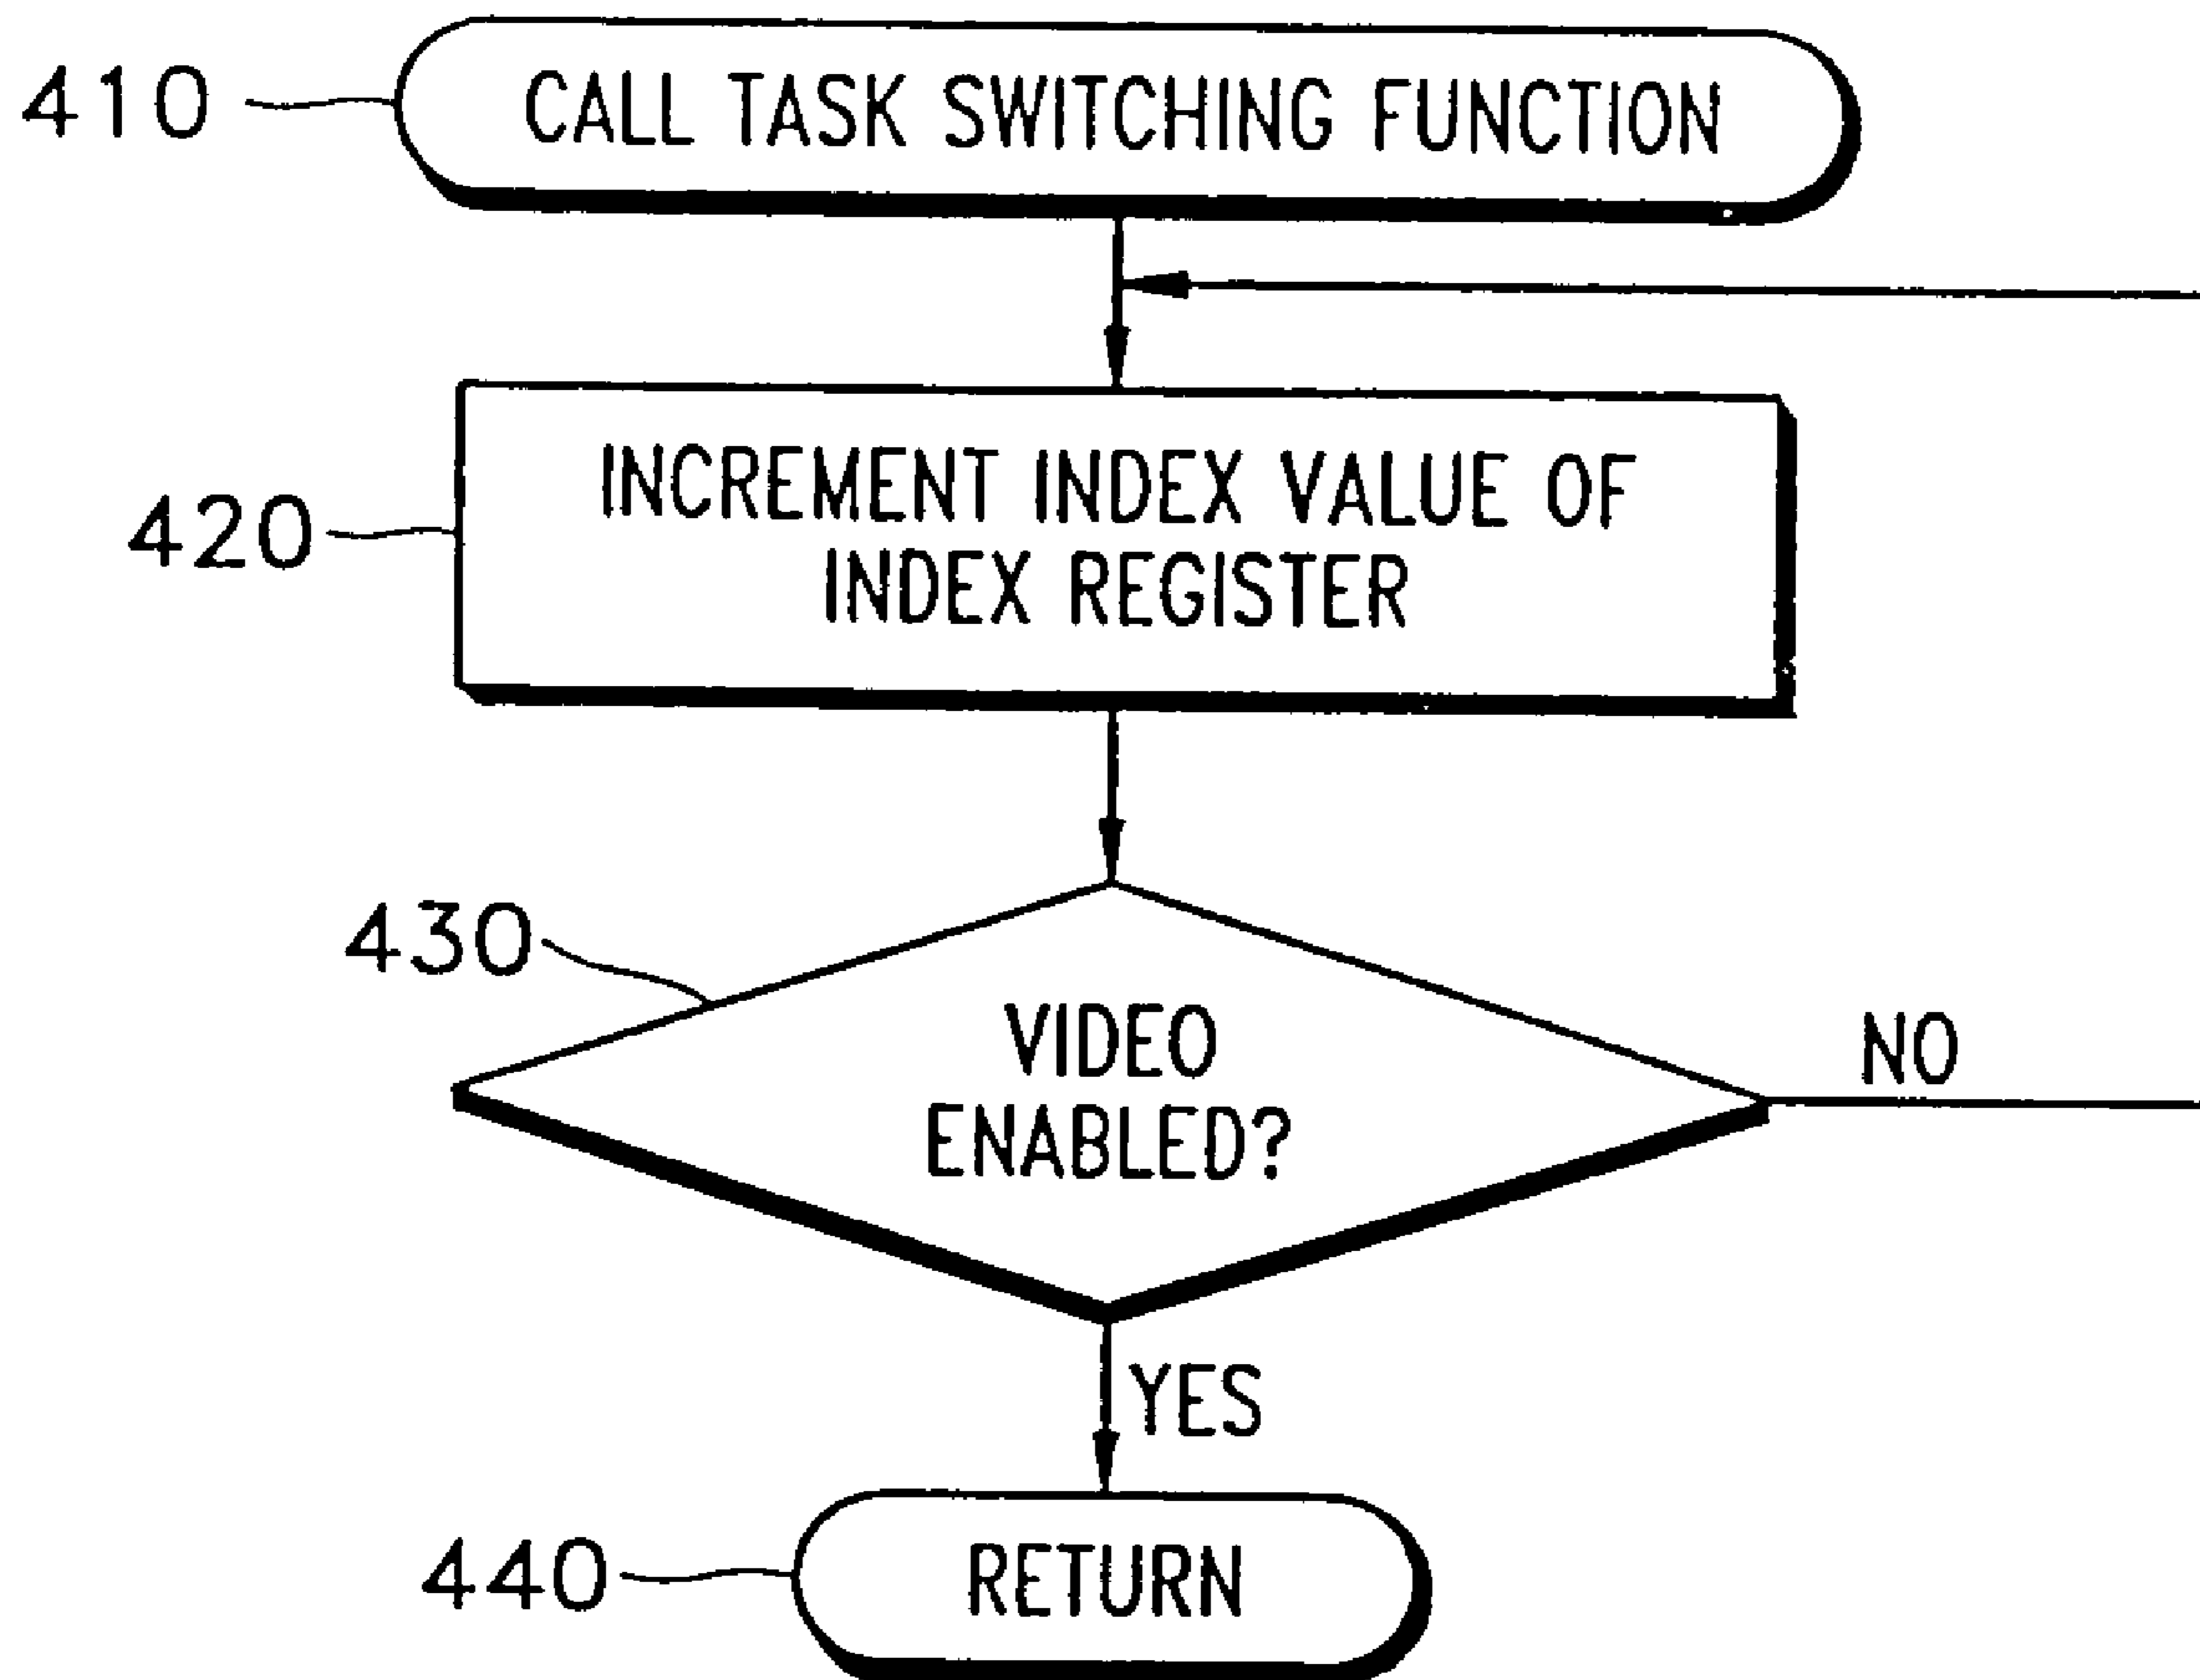 410
CALL TASK SWITCHING FUNCTION
420
INCREMENT INDEX VALUE OF
INDEX REGISTER
430
VIDEO
ENABLED?
NO
YES
440
RETURN